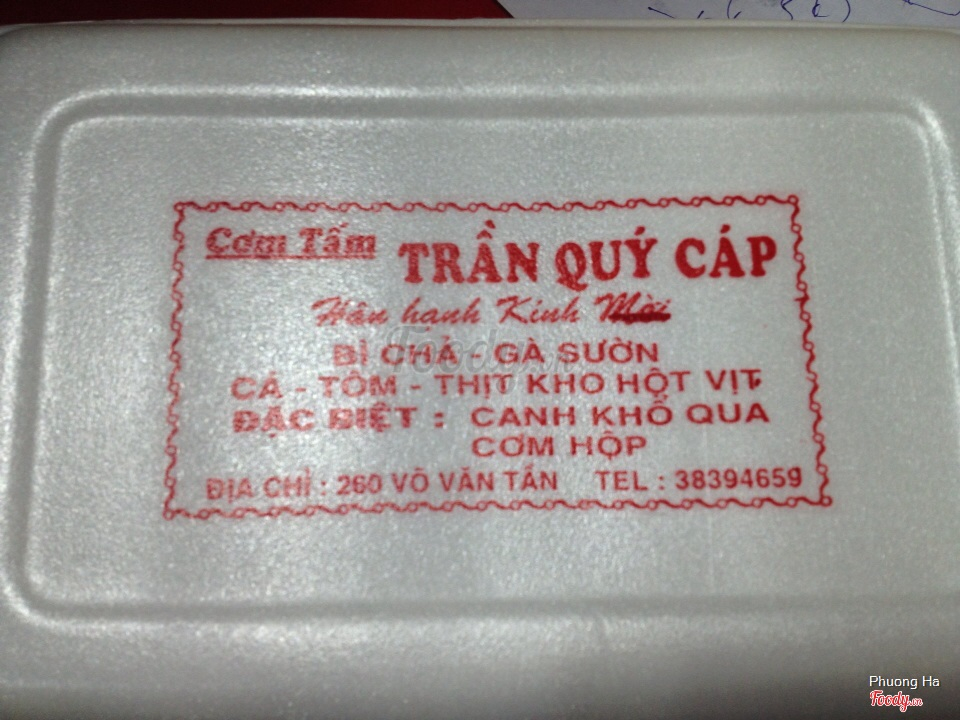 Cơm Tấm TRẦN QUÝ CÁP
Hân hạnh Kính Mời
BÌ CHẢ - GÀ SƯỜN
CÁ - TÔM - THỊT KHO HỘT VỊT
ĐẶC BIỆT : CANH KHỔ QUA
CƠM HỘP
ĐỊA CHỈ : 260 VÕ VĂN TẦN TEL : 38394659
Foody.vn
Phuong Ha
Foody.vn